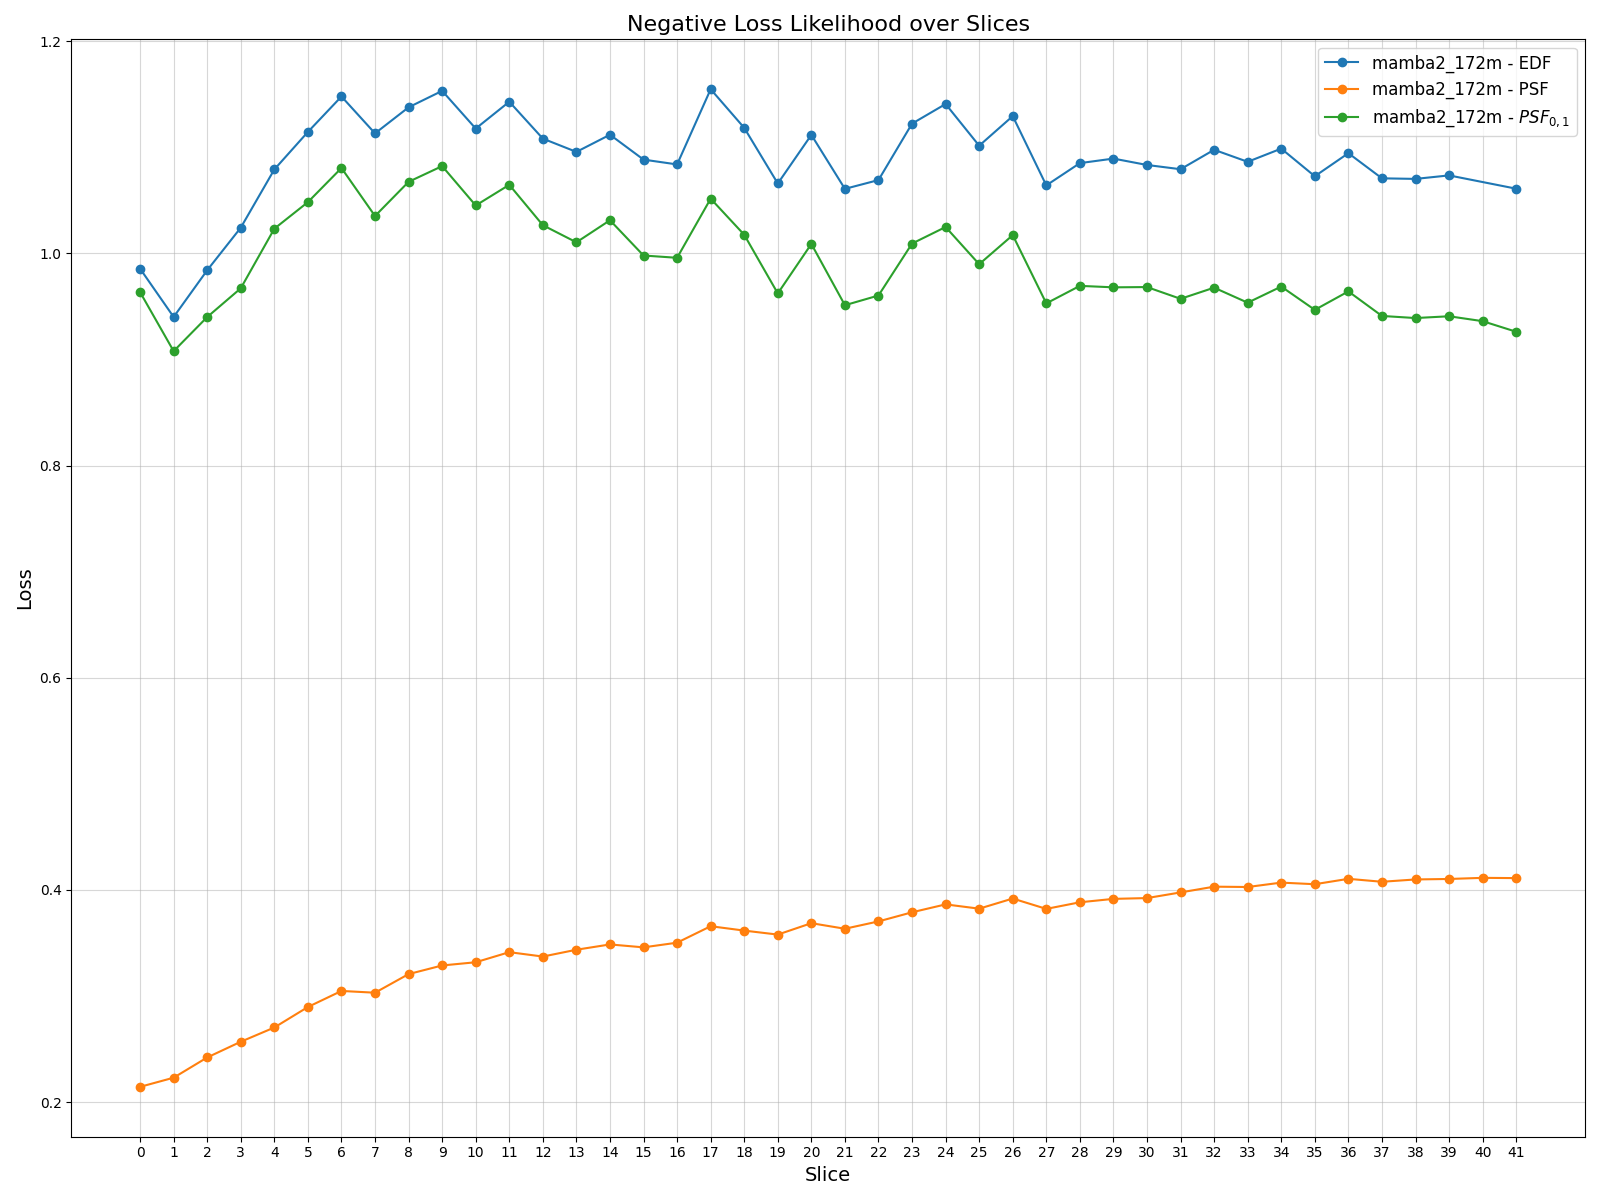 Negative Loss Likelihood over Slices
mamba2_172m - EDF
mamba2_172m - PSF
mamba2_172m - PSF0,1
1.2
1.0
0.8
0.6
0.4
0.2
Loss
0 1 2 3 4 5 6 7 8 9 10 11 12 13 14 15 16 17 18 19 20 21 22 23 24 25 26 27 28 29 30 31 32 33 34 35 36 37 38 39 40 41
Slice